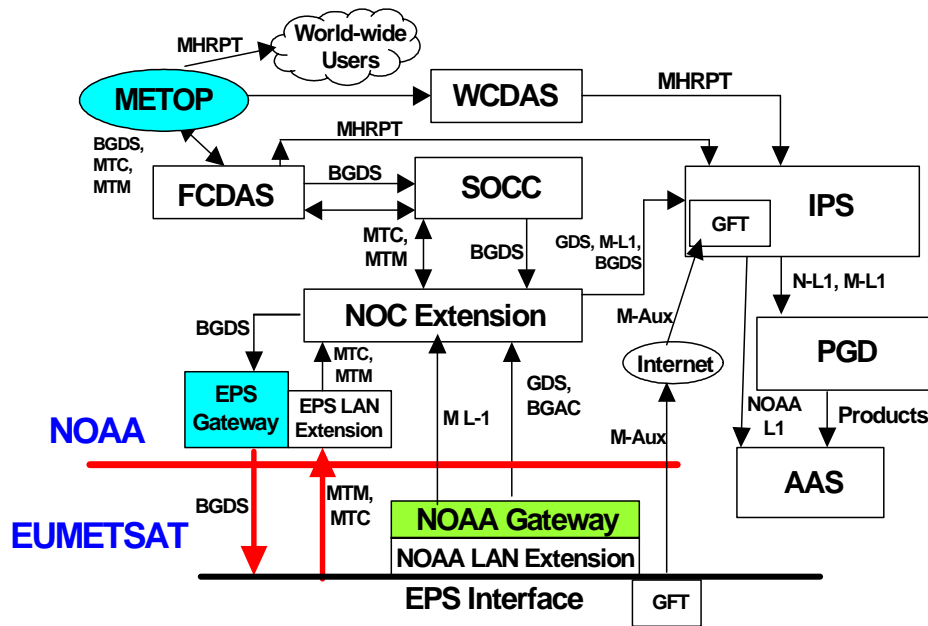 World-wide
Users
MHRPT
METOP
WCDAS
MHRPT
MHRPT
BGDS,
MTC,
MTM
FCDAS
BGDS
SOCC
IPS
GFT
MTC,
MTM
BGDS
GDS, M-L1,
BGDS
N-L1, M-L1
NOC Extension
M-Aux
BGDS
MTC,
MTM
Internet
PGD
EPS
Gateway
EPS LAN
Extension
M L-1
GDS,
BGAC
NOAA
L1
Products
NOAA
M-Aux
AAS
BGDS
MTM,
MTC
EUMETSAT
NOAA Gateway
NOAA LAN Extension
EPS Interface
GFT